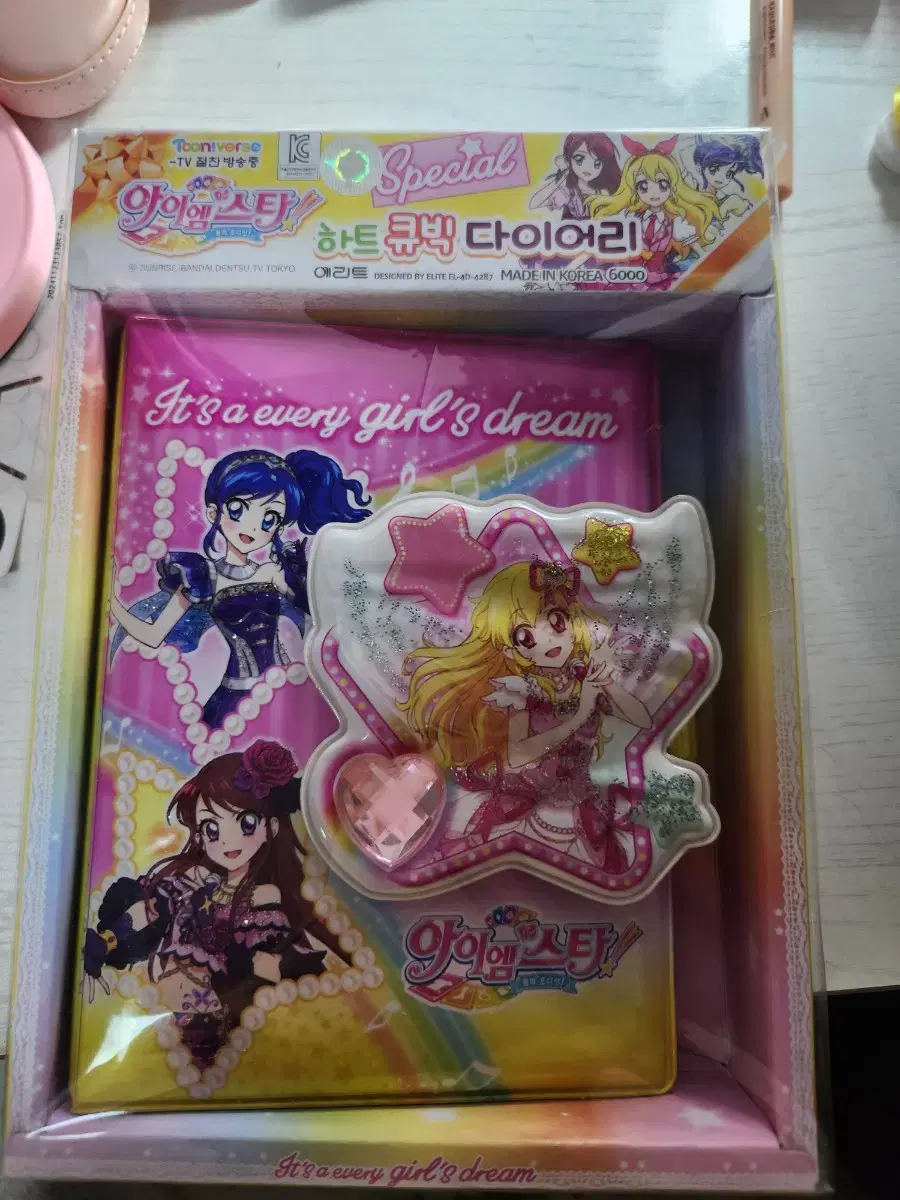 Tooniverse
-TV 절찬 방송중
KC
Special
아이엠스타!
하트 큐빅 다이어리
© SUNRISE/BANDAI,DENTSU,TV TOKYO
에리트 DESIGNED BY ELITE EL-4D-4287 MADE IN KOREA 6000
It's a every girl's dream
아이엠스타!
It's a every girl's dream